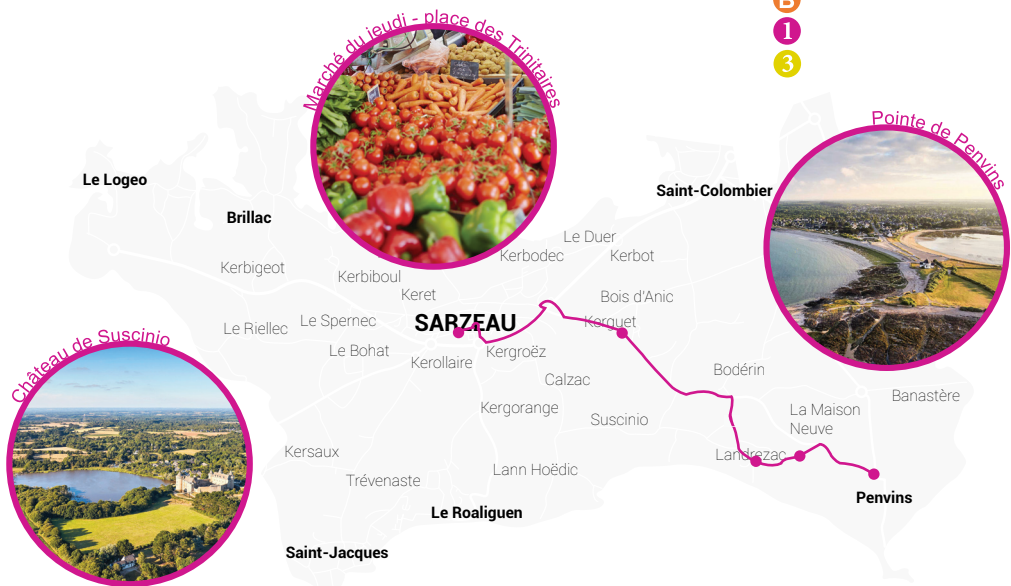 B
1
3
Marché du jeudi - place des Trinitaires
Pointe de Penvins
Le Logeo
Saint-Colombier
Brillac
Le Duer
Kerbodec
Kerbot
Kerbigeot
Kerbiboul
Keret
Bois d'Anic
Le Riellec
Le Spernec
SARZEAU
Kerguet
Château de Suscinio
Le Bohat
Kerollaire
Kergroëz
Calzac
Bodérin
Banastère
Kergorange
Suscinio
La Maison
Neuve
Kersaux
Landrezac
Trévenaste
Lann Hoëdic
Penvins
Le Roaliguen
Saint-Jacques